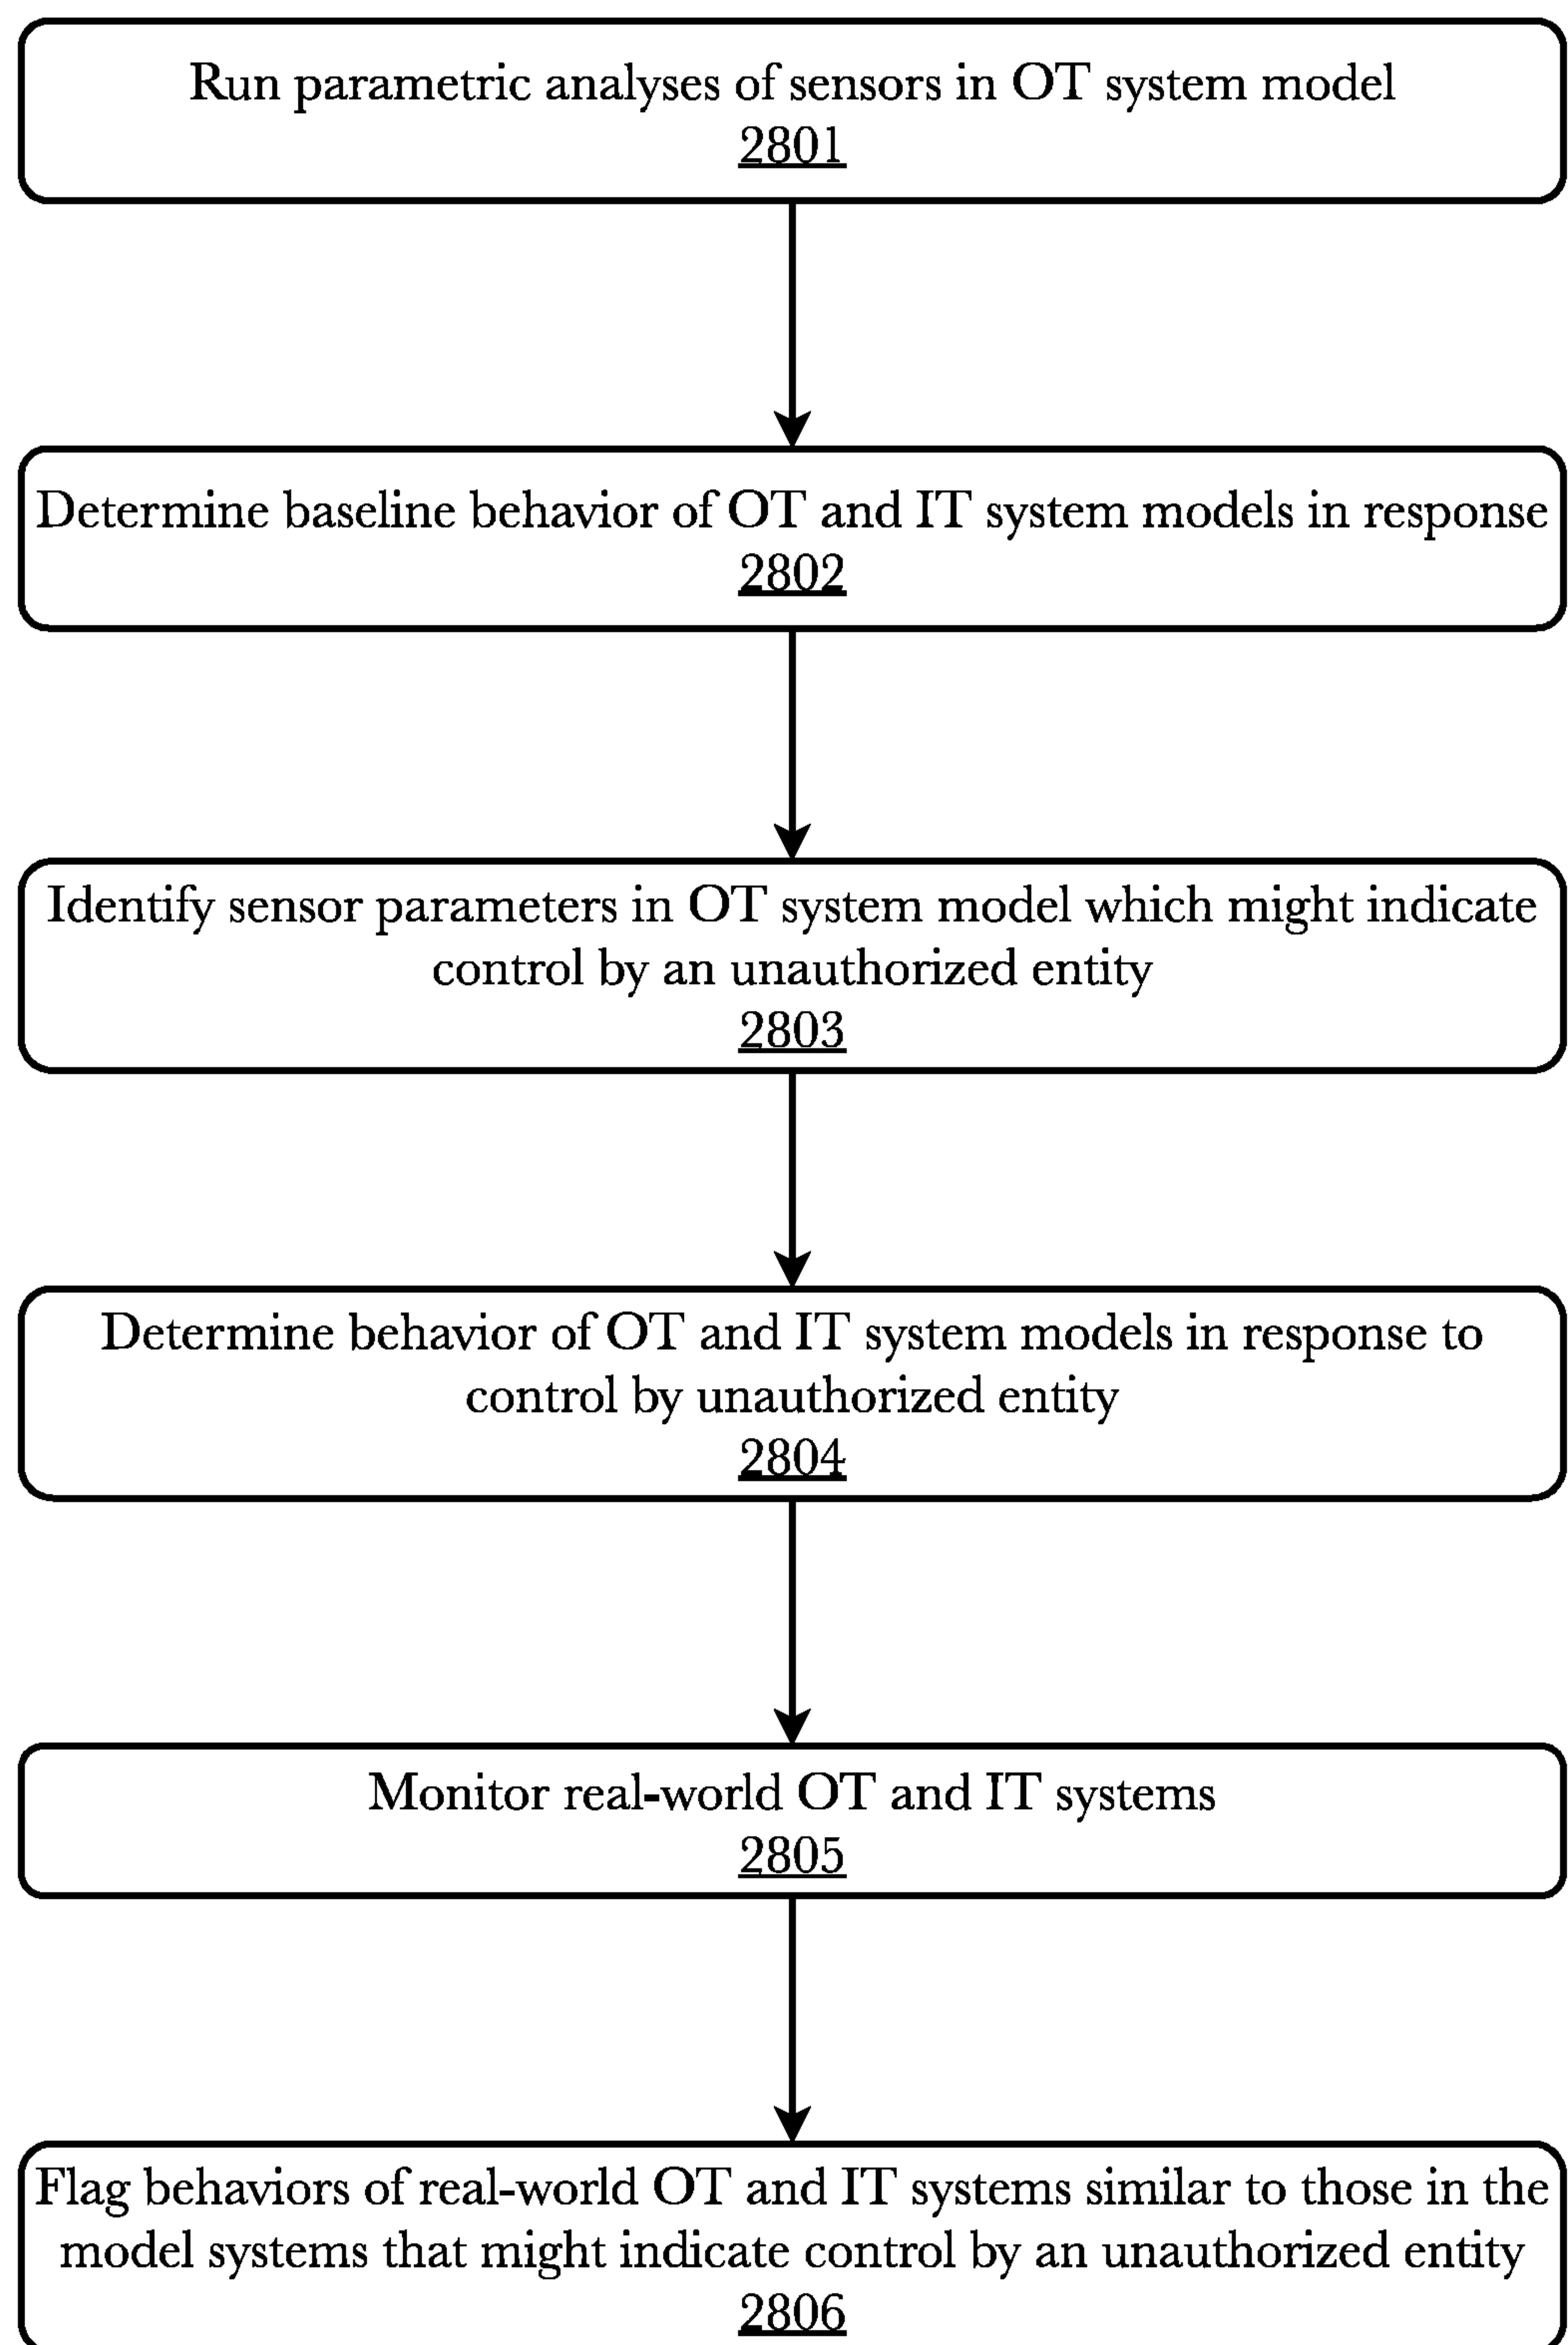 Run parametric analyses of sensors in OT system model
2801
Determine baseline behavior of OT and IT system models in response
2802
Identify sensor parameters in OT system model which might indicate
control by an unauthorized entity
2803
Determine behavior of OT and IT system models in response to
control by unauthorized entity
2804
Monitor real-world OT and IT systems
2805
Flag behaviors of real-world OT and IT systems similar to those in the
model systems that might indicate control by an unauthorized entity
2806